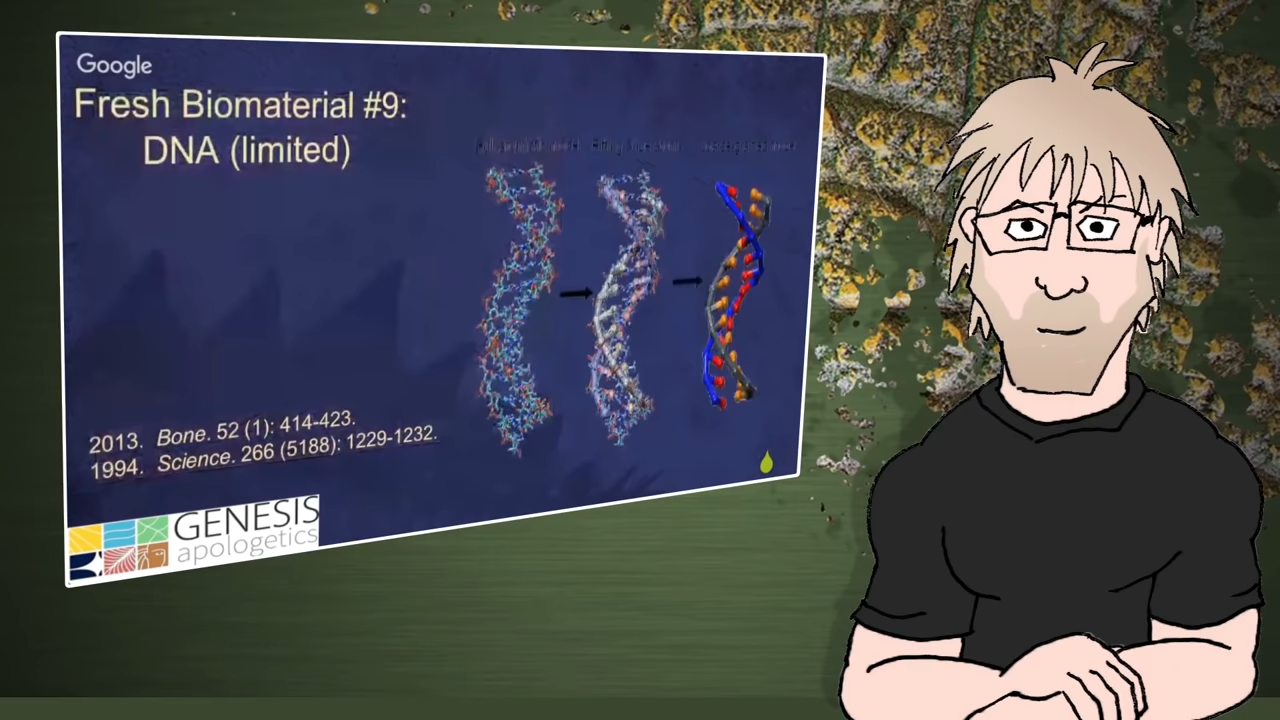 Google
Fresh Biomaterial #9:
DNA (limited)
2013. Bone. 52 (1): 414-423.
1994. Science. 266 (5188): 1229-1232.
GENESIS
apologetics